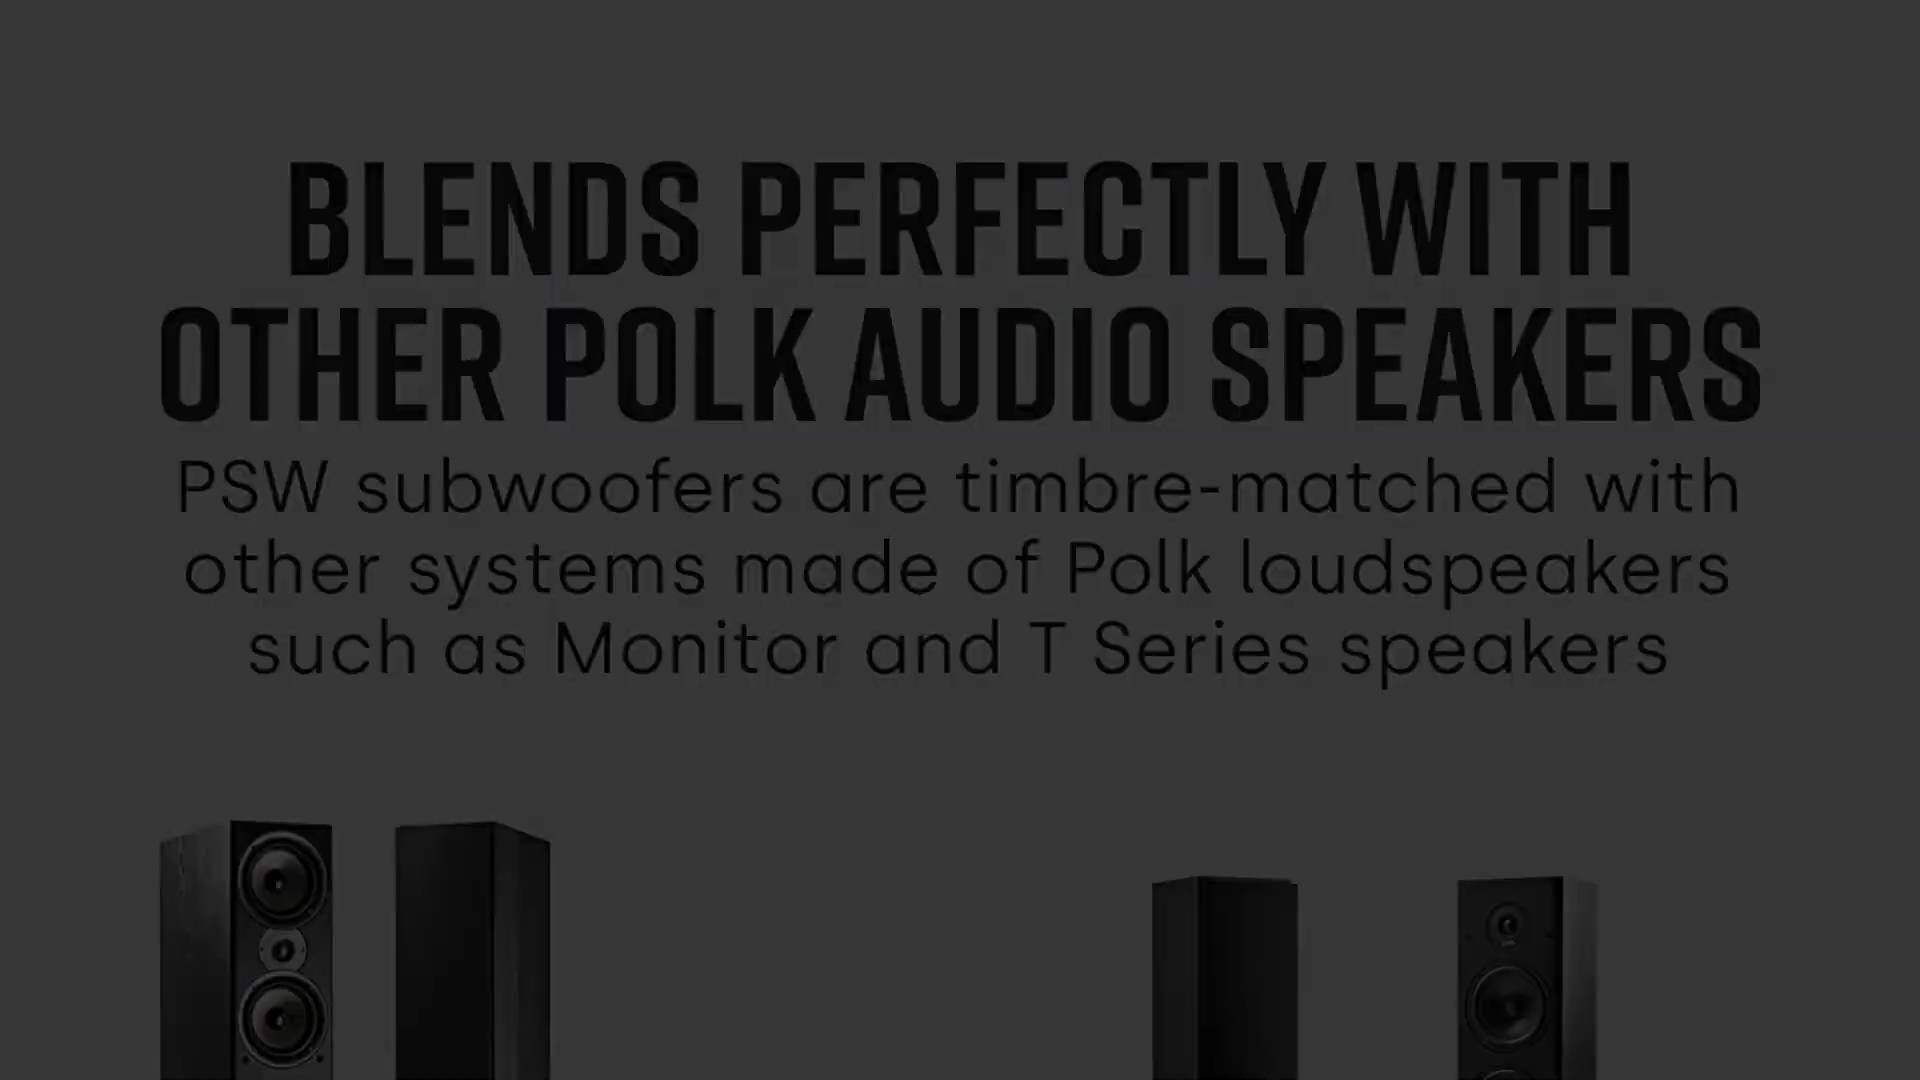 BLENDS PERFECTLY WITH
OTHER POLK AUDIO SPEAKERS
PSW subwoofers are timbre-matched with
other systems made of Polk loudspeakers
such as Monitor and T Series speakers